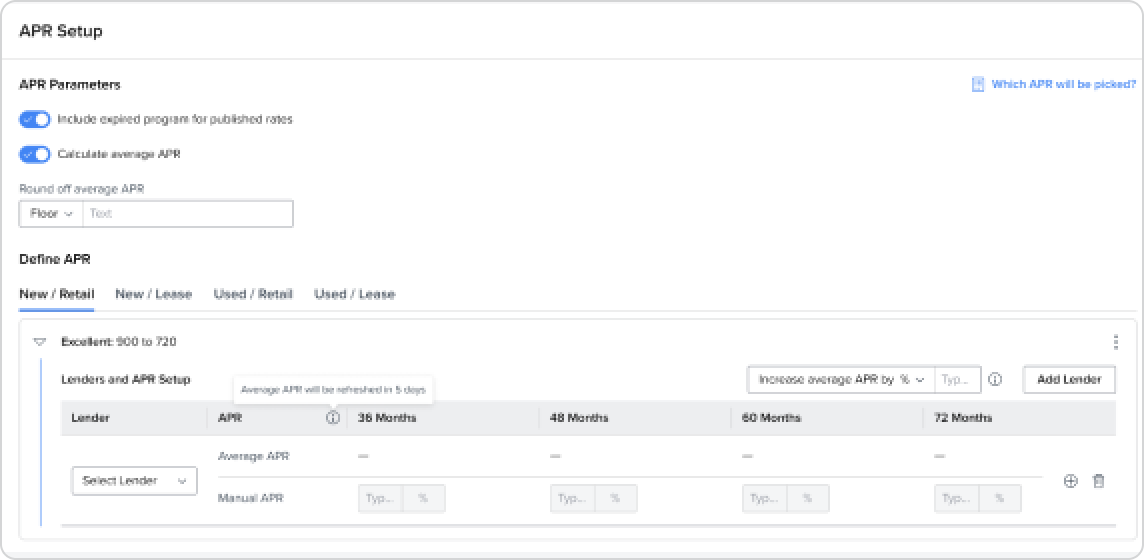 APR Setup
APR Parameters
Which APR will be picked?
Include expired program for published rates
Calculate average APR
Round off average APR
Floor Text
Define APR
New / Retail New / Lease Used / Retail Used / Lease
Excellent: 900 to 720
Lenders and APR Setup
Average APR will be refreshed in 5 days
Increase average APR by % Typ... Add Lender
Lender APR 36 Months 48 Months 60 Months 72 Months
Average APR — — — —
Select Lender
Manual APR Typ... % Typ... % Typ... % Typ... %